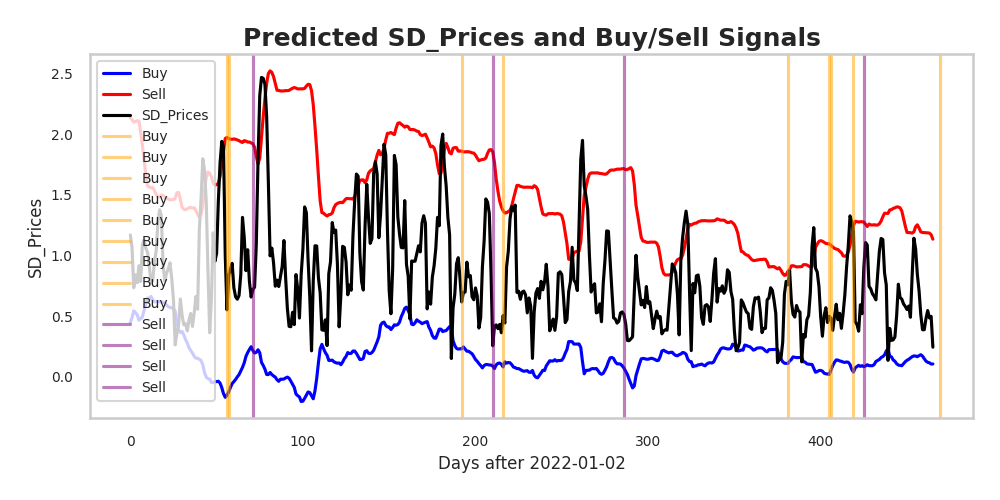 Predicted SD_Prices and Buy/Sell Signals
Buy
Sell
SD_Prices
Buy
Buy
Buy
Buy
Buy
Buy
Buy
Buy
Buy
Sell
Sell
Sell
Sell
SD_Prices
2.5
2.0
1.5
1.0
0.5
0.0
0
100
200
300
400
Days after 2022-01-02